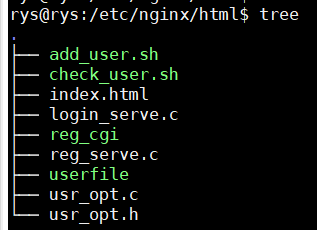 rys@rys:/etc/nginx/html$ tree
.
├── add_user.sh
├── check_user.sh
├── index.html
├── login_serve.c
├── reg_cgi
├── reg_serve.c
├── userfile
├── usr_opt.c
└── usr_opt.h